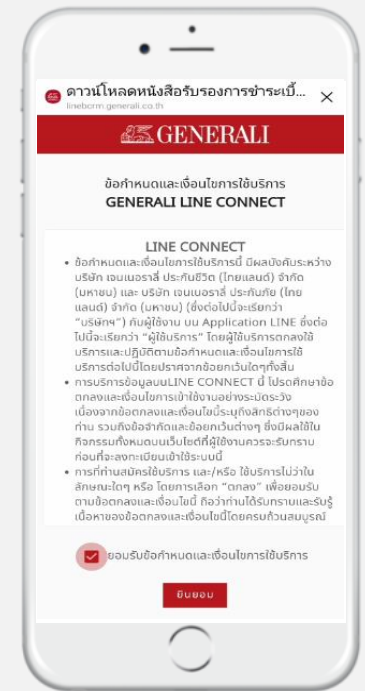 ดาวน์โหลดหนังสือรับรองการชำระเบี้...
linebcrm.generali.co.th
GENERALI
ข้อกำหนดและเงื่อนไขการใช้บริการ
GENERALI LINE CONNECT
LINE CONNECT
• ข้อกำหนดและเงื่อนไขการใช้บริการนี้ มีผลบังคับระหว่าง
บริษัท เจนเนอราลี่ ประกันชีวิต (ไทยแลนด์) จำกัด
(มหาชน) และ บริษัท เจนเนอราลี่ ประกันภัย (ไทย
แลนด์) จำกัด (มหาชน) (ซึ่งต่อไปนี้จะเรียกว่า
“บริษัทฯ”) กับผู้ใช้งาน บน Application LINE ซึ่งต่อ
ไปนี้จะเรียกว่า “ผู้ใช้บริการ” โดยผู้ใช้บริการตกลงใช้
บริการและปฏิบัติตามข้อกำหนดและเงื่อนไขการใช้
บริการต่อไปนี้โดยปราศจากข้อยกเว้นใดๆทั้งสิ้น
• การบริการข้อมูลบนLINE CONNECT นี้ โปรดศึกษาข้อ
ตกลงและเงื่อนไขการเข้าใช้งานอย่างระมัดระวัง
เนื่องจากข้อตกลงและเงื่อนไขนี้ระบุถึงสิทธิต่างๆของ
ท่าน รวมถึงข้อจำกัดและข้อยกเว้นต่างๆ ซึ่งมีผลใช้ใน
กิจกรรมทั้งหมดบนเว็บไซต์ที่ผู้ใช้งานควรจะรับทราบ
ก่อนที่จะลงทะเบียนเข้าใช้ระบบนี้
• การที่ท่านสมัครใช้บริการ และ/หรือ ใช้บริการไม่ว่าใน
ลักษณะใดๆ หรือ โดยการเลือก “ตกลง” เพื่อยอมรับ
ตามข้อตกลงและเงื่อนไขนี้ ถือว่าท่านได้รับทราบและรับรู้
เนื้อหาของข้อตกลงและเงื่อนไขนี้โดยครบถ้วนสมบูรณ์
ยอมรับข้อกำหนดและเงื่อนไขการใช้บริการ
ยินยอม